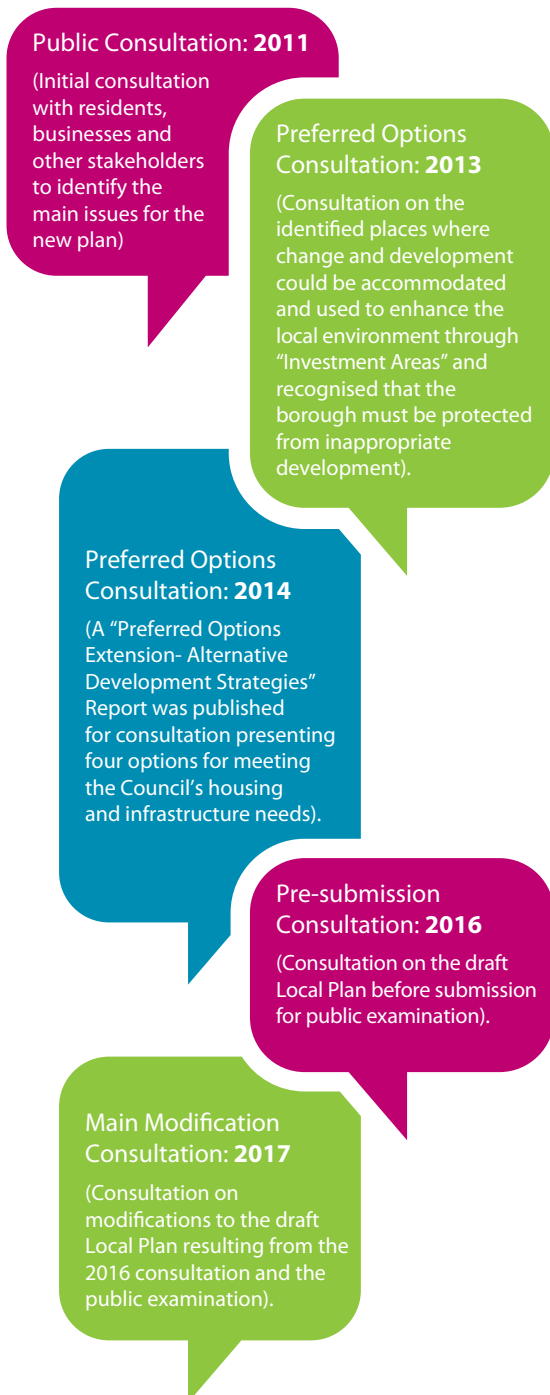 Public Consultation: 2011
(Initial consultation
with residents,
businesses and
other stakeholders
to identify the
main issues for the
new plan)
Preferred Options
Consultation: 2013
(Consultation on the
identified places where
change and development
could be accommodated
and used to enhance the
local environment through
“Investment Areas” and
recognised that the
borough must be protected
from inappropriate
development).
Preferred Options
Consultation: 2014
(A “Preferred Options
Extension- Alternative
Development Strategies”
Report was published
for consultation presenting
four options for meeting
the Council’s housing
and infrastructure needs).
Pre-submission
Consultation: 2016
(Consultation on the draft
Local Plan before submission
for public examination).
Main Modification
Consultation: 2017
(Consultation on
modifications to the draft
Local Plan resulting from the
2016 consultation and the
public examination).